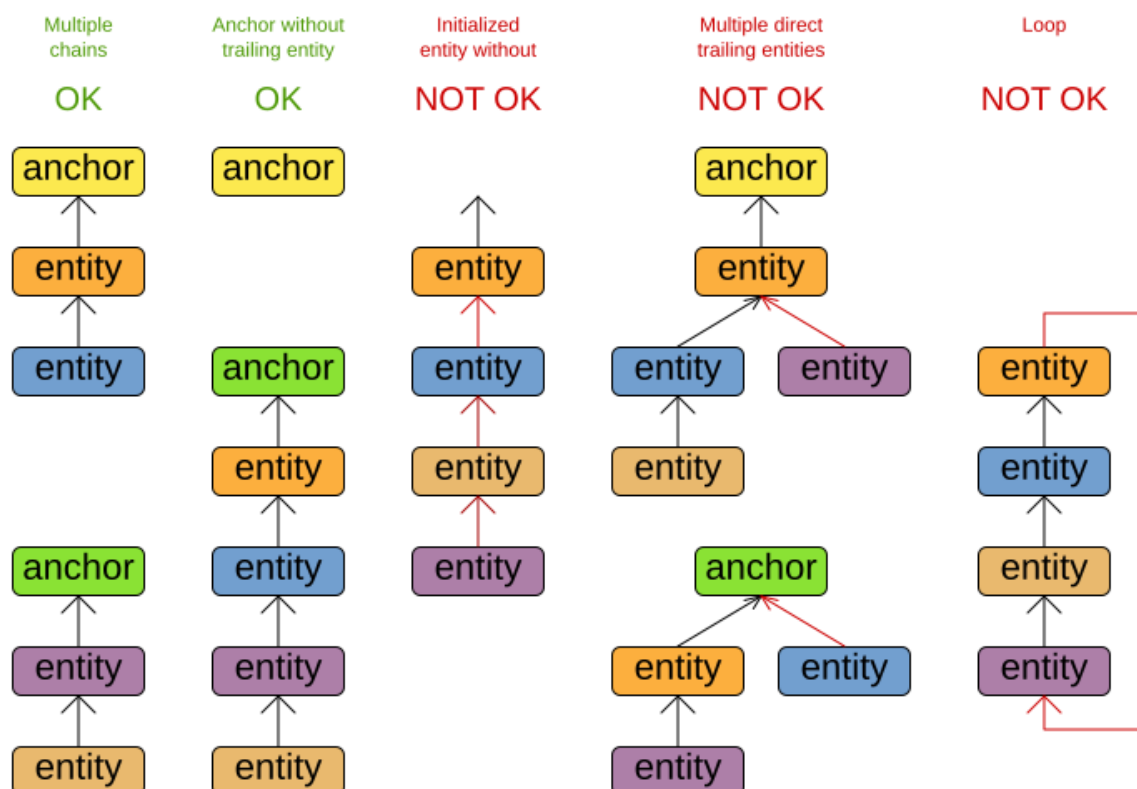 Multiple
chains
OK
Anchor without
trailing entity
OK
Initialized
entity without
NOT OK
Multiple direct
trailing entities
NOT OK
Loop
NOT OK
anchor
entity
entity
anchor
entity
entity
anchor
anchor
entity
entity
entity
entity
entity
entity
entity
entity
anchor
entity
entity
entity
entity
anchor
entity
entity
entity
entity
entity
entity
entity